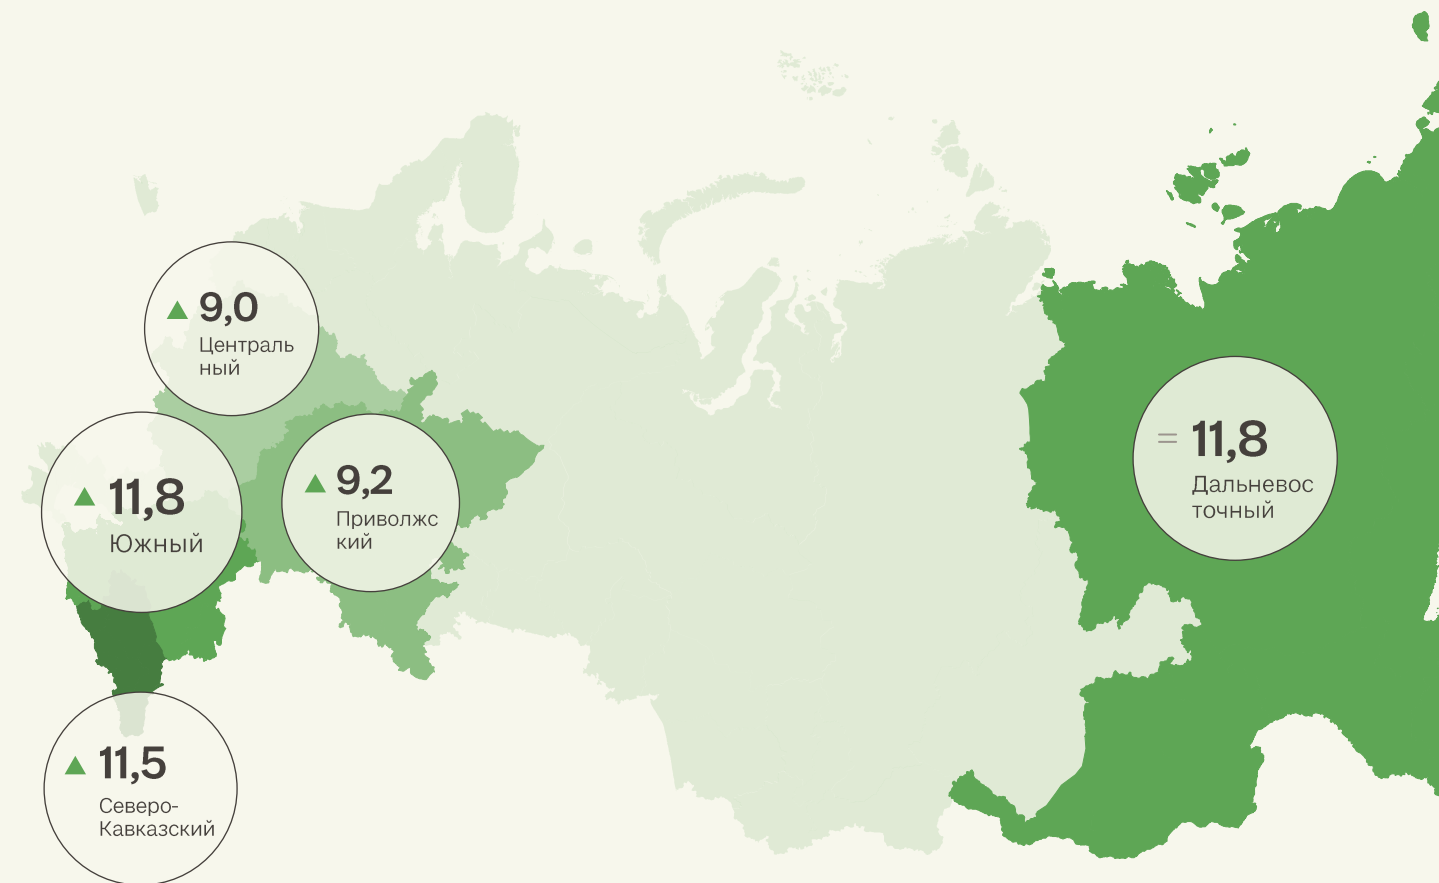 9,0
Централь
ный
= 11,8
Дальневос
точный
11,8
Южный
9,2
Приволжс
кий
11,5
Северо-
Кавказский